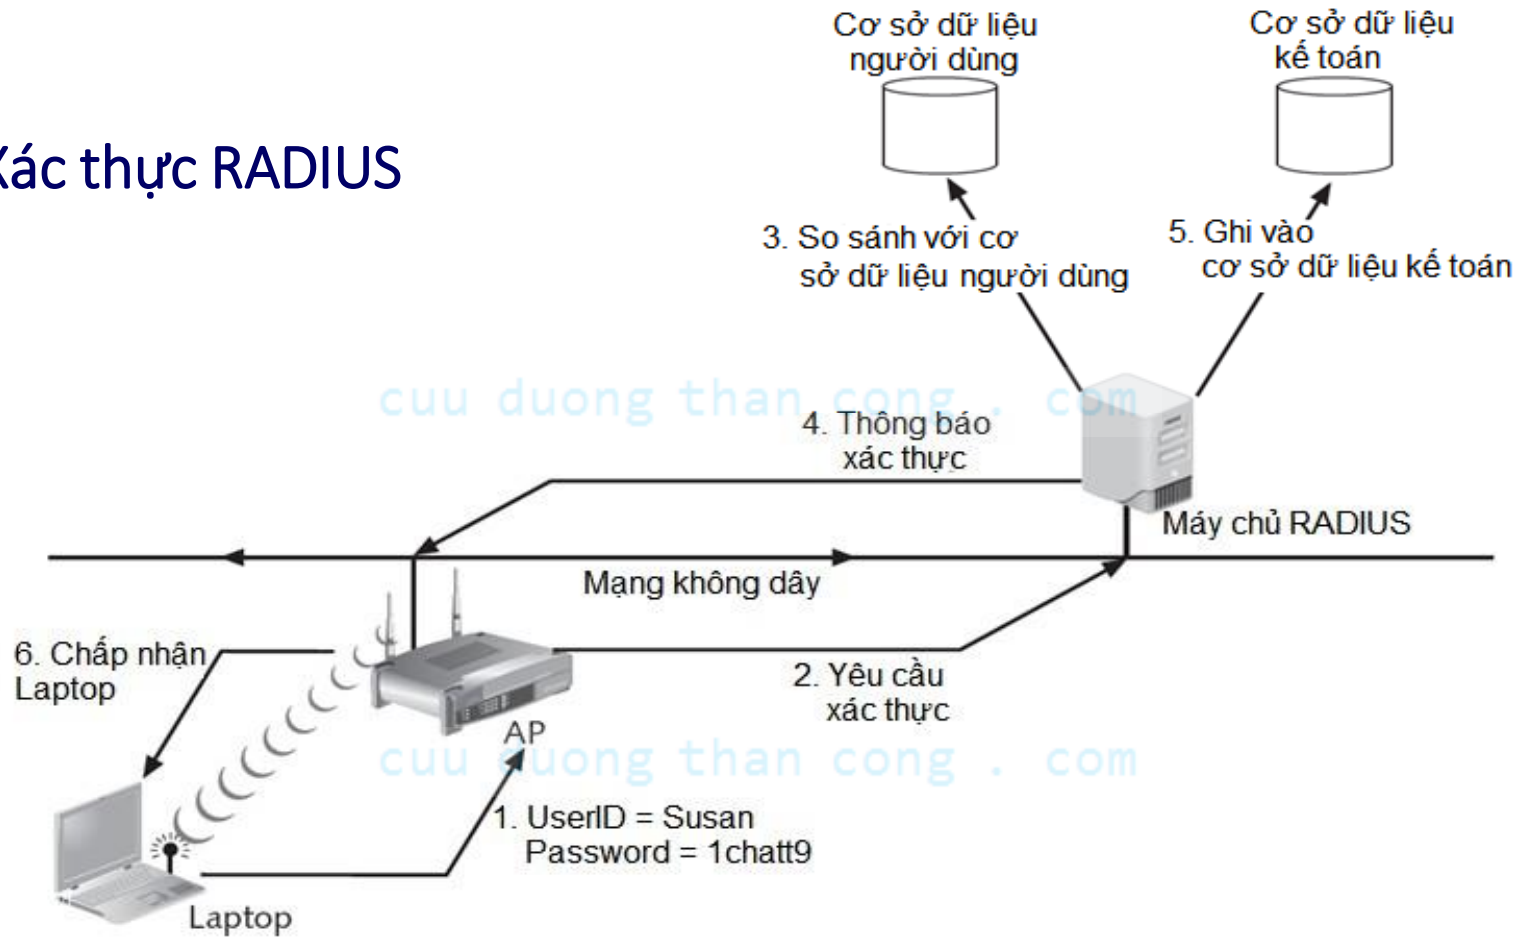 Cơ sở dữ liệu
người dùng
Cơ sở dữ liệu
kế toán
Xác thực RADIUS
3. So sánh với cơ
sở dữ liệu người dùng
5. Ghi vào
cơ sở dữ liệu kế toán
cuu duong than cong . com
4. Thông báo
xác thực
Máy chủ RADIUS
Mạng không dây
6. Chấp nhận
Laptop
2. Yêu cầu
xác thực
AP
cuu duong than cong . com
1. UserID = Susan
Password = 1chatt9
Laptop